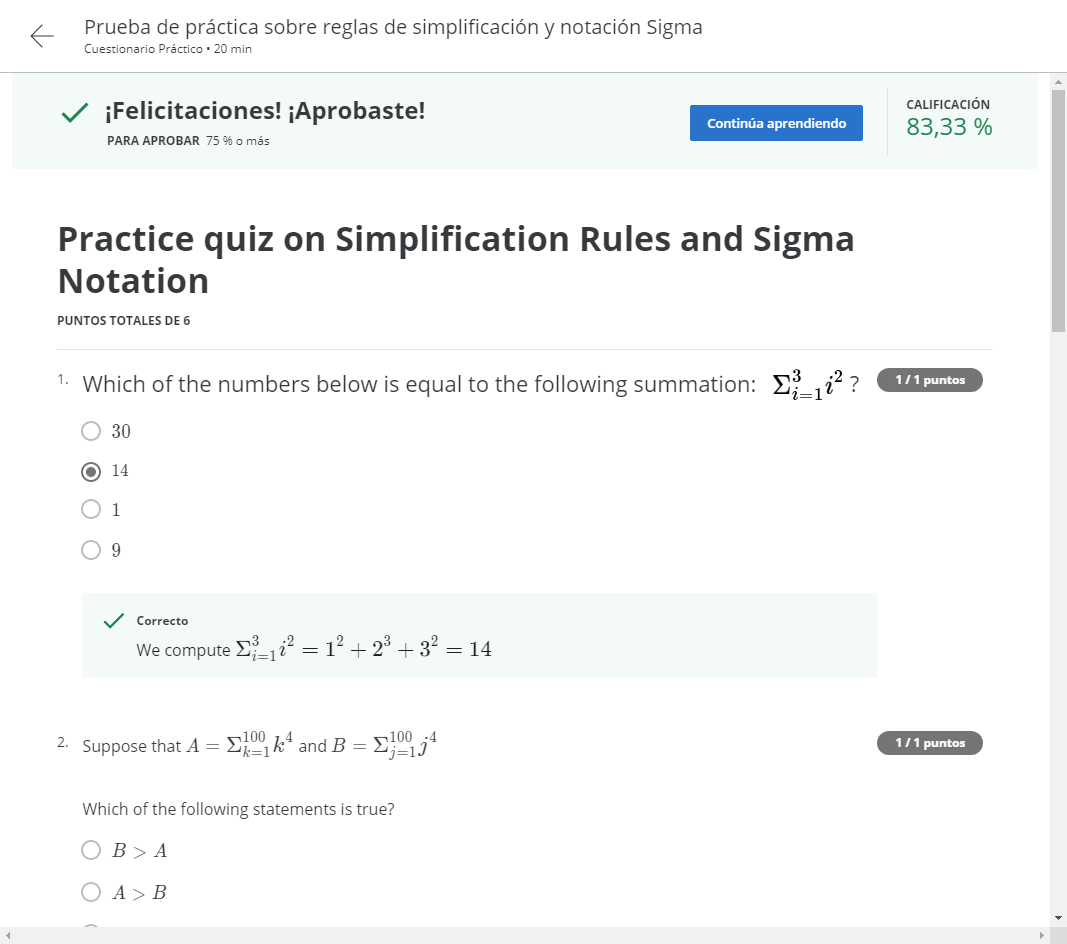 Prueba de práctica sobre reglas de simplificación y notación Sigma
Cuestionario Práctico • 20 min
¡Felicitaciones! ¡Aprobaste!
PARA APROBAR 75 % o más
Continúa aprendiendo
CALIFICACIÓN
83,33 %
Practice quiz on Simplification Rules and Sigma
Notation
PUNTOS TOTALES DE 6
1. Which of the numbers below is equal to the following summation: $\Sigma_{i=1}^{3} i^2$ ?
1 / 1 puntos
30
14
1
9
Correcto
We compute $\Sigma_{i=1}^{3} i^2 = 1^2 + 2^3 + 3^2 = 14$
2. Suppose that $A = \Sigma_{k=1}^{100} k^4$ and $B = \Sigma_{j=1}^{100} j^4$
1 / 1 puntos
Which of the following statements is true?
$B > A$
$A > B$